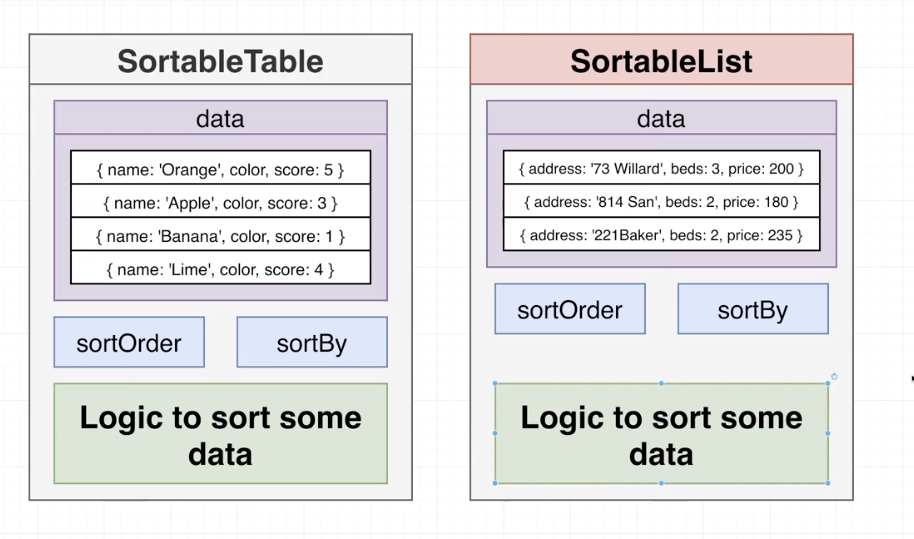 SortableTable
data
{ name: 'Orange', color, score: 5 }
{ name: 'Apple', color, score: 3 }
{ name: 'Banana', color, score: 1 }
{ name: 'Lime', color, score: 4 }
sortOrder
sortBy
Logic to sort some
data
SortableList
data
{ address: '73 Willard', beds: 3, price: 200 }
{ address: '814 San', beds: 2, price: 180 }
{ address: '221Baker', beds: 2, price: 235 }
sortOrder
sortBy
Logic to sort some
data